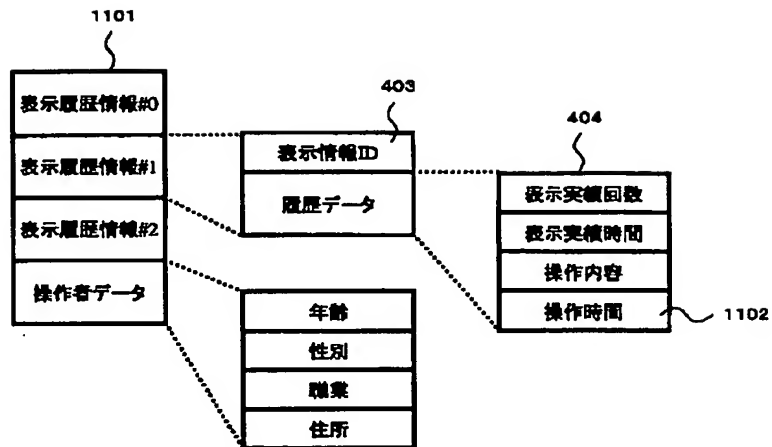 1101
表示履歴情報#0
表示履歴情報#1
表示履歴情報#2
操作者データ
403
表示情報ID
履歴データ
404
表示実績回数
表示実績時間
操作内容
操作時間
1102
年齢
性別
職業
住所